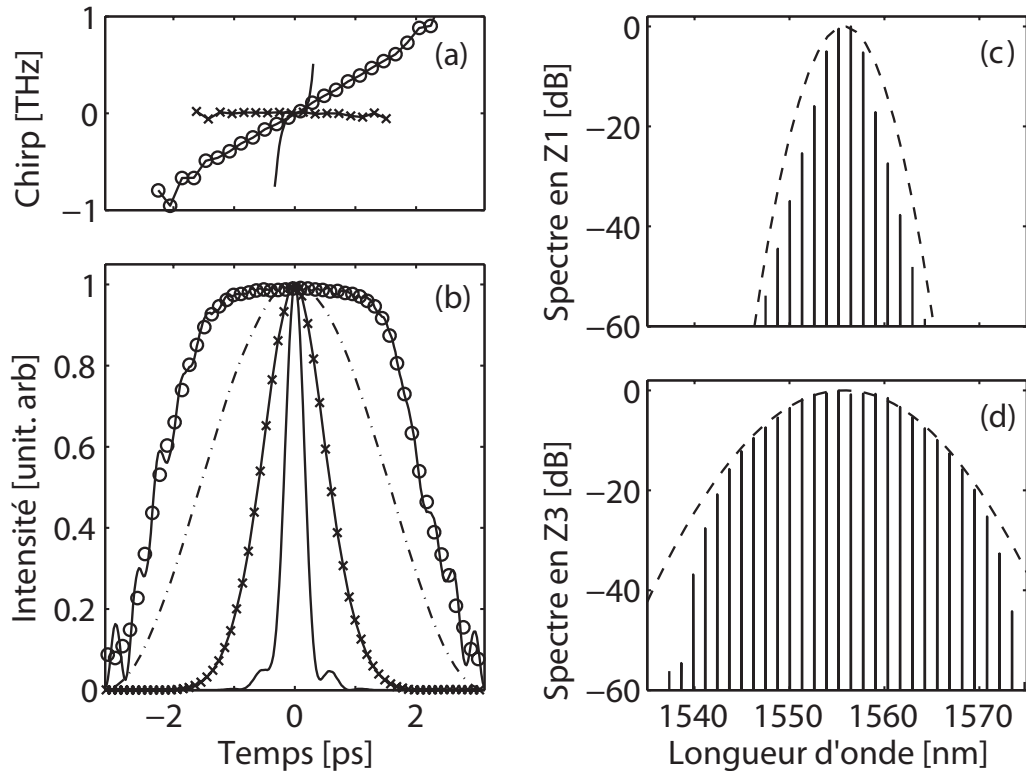 Chirp [THz]
1
0
−1
(a)
Intensité [unit. arb]
1
0.8
0.6
0.4
0.2
0
(b)
−2
0
2
Temps [ps]
Spectre en Z1 [dB]
0
−20
−40
−60
(c)
Spectre en Z3 [dB]
0
−20
−40
−60
(d)
1540
1550
1560
1570
Longueur d'onde [nm]